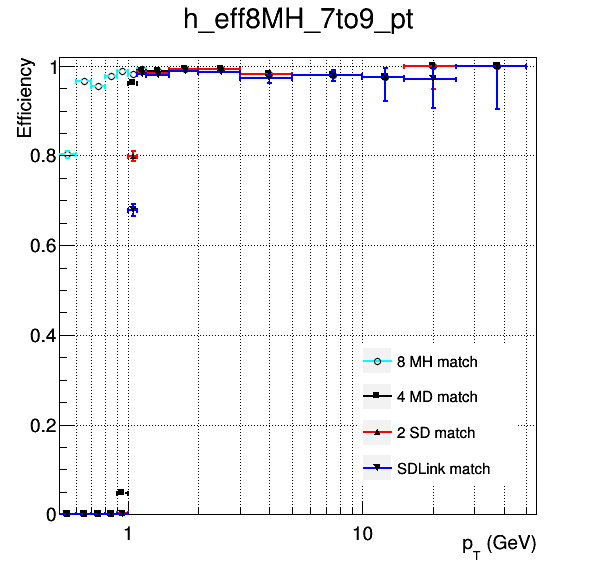 h_eff8MH_7to9_pt
Efficiency
1
0.8
0.6
0.4
0.2
0
8 MH match
4 MD match
2 SD match
SDLink match
1
10
p_T (GeV)